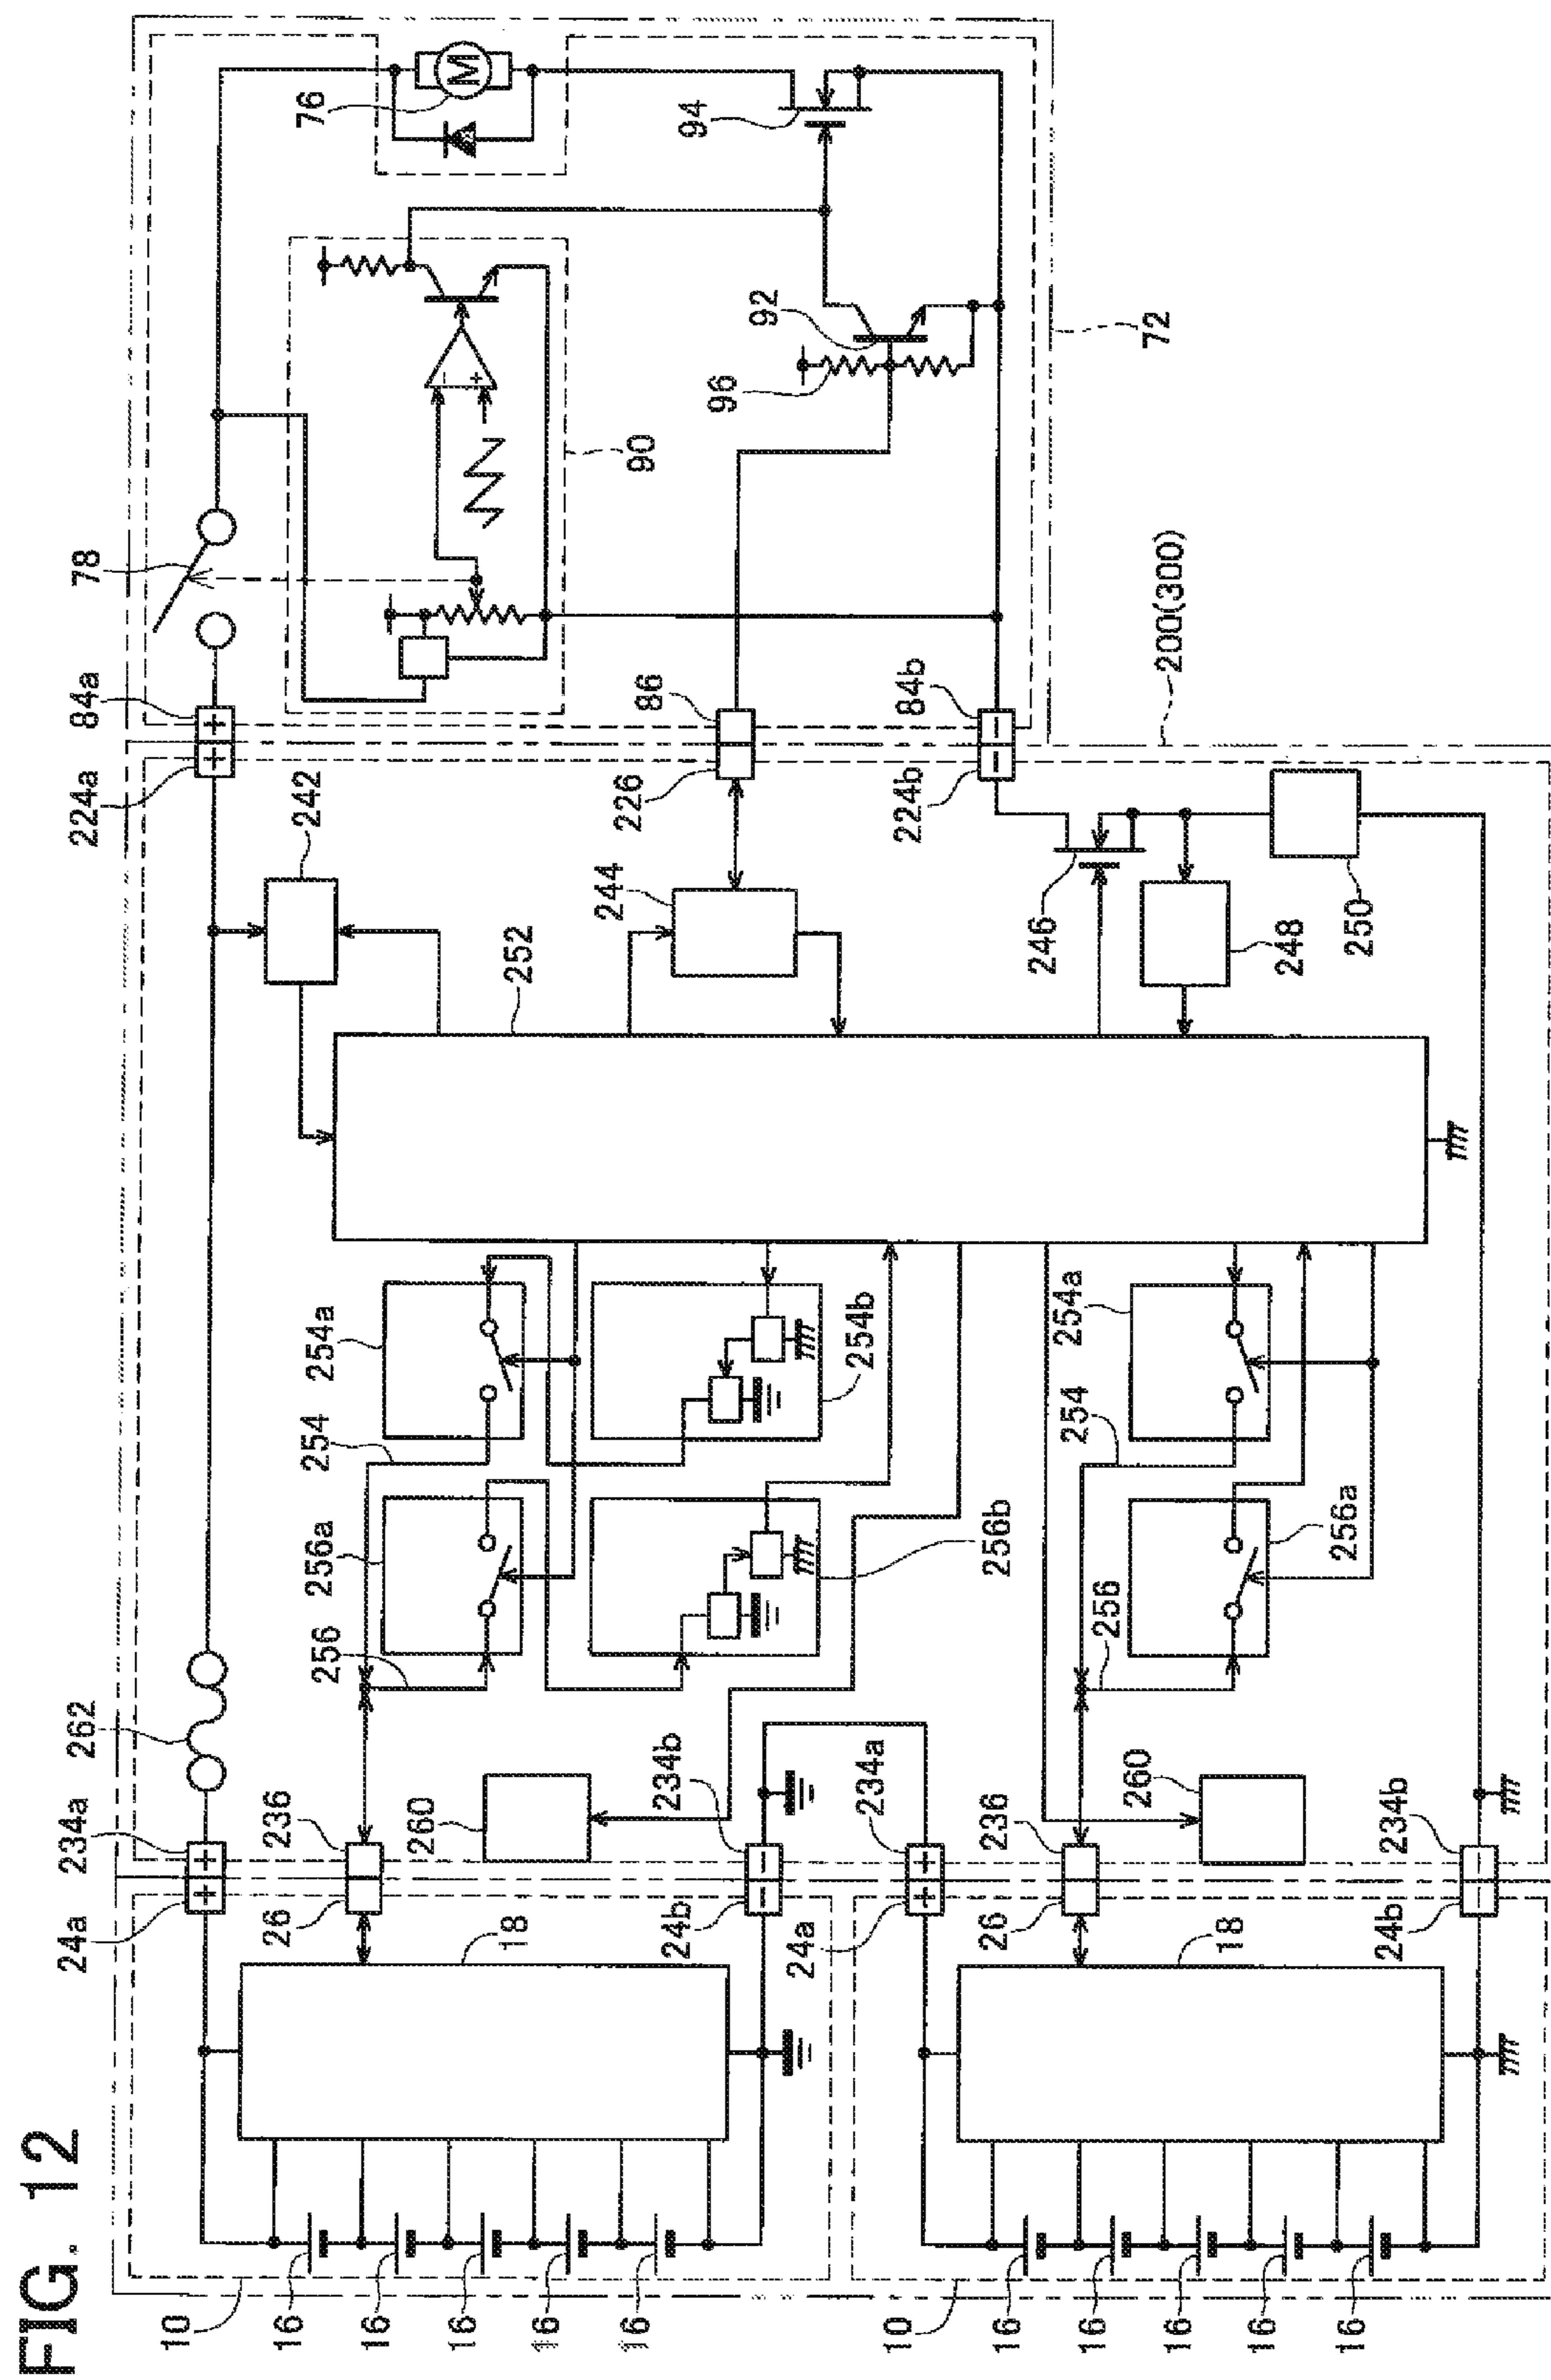 FIG. 12
10
16
16
16
16
16
10
16
16
16
16
16
24a
26
18
24b
24a
26
18
24b
234a
262
236
260
234b
234a
236
260
234b
256
256a
254
254a
256b
254b
256
256a
254
254a
252
242
244
246
248
250
224a
226
224b
200(300)
84a
86
84b
78
90
96
92
72
76
94
M
+
+
+
+
+
+
−
−
−
−
−
−
−
+